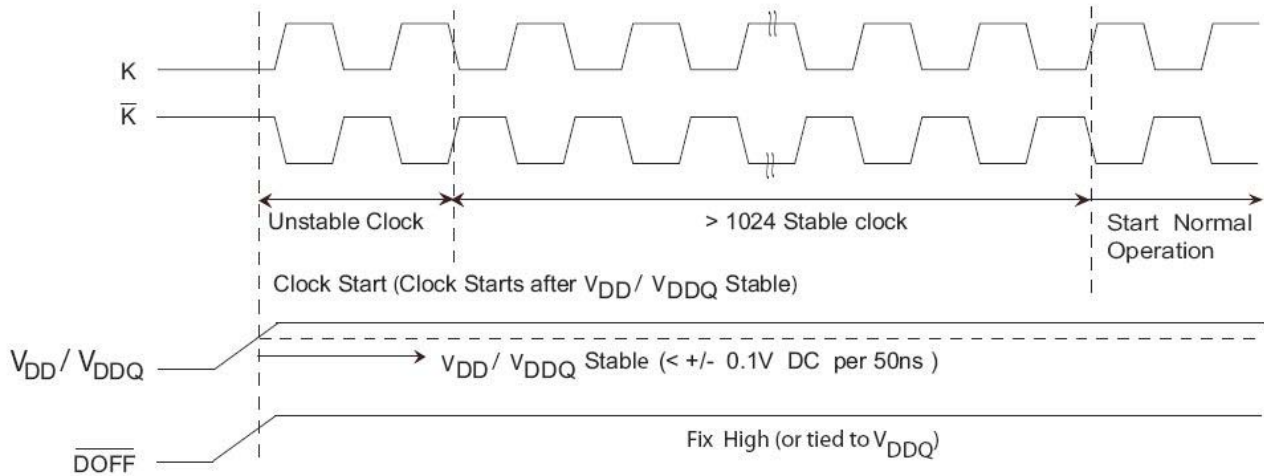 K
K̅
Unstable Clock
> 1024 Stable clock
Start Normal
Operation
Clock Start (Clock Starts after VDD / VDDQ Stable)
VDD / VDDQ
VDD / VDDQ Stable (< +/- 0.1V DC per 50ns )
Fix High (or tied to VDDQ)
D̅O̅F̅F̅